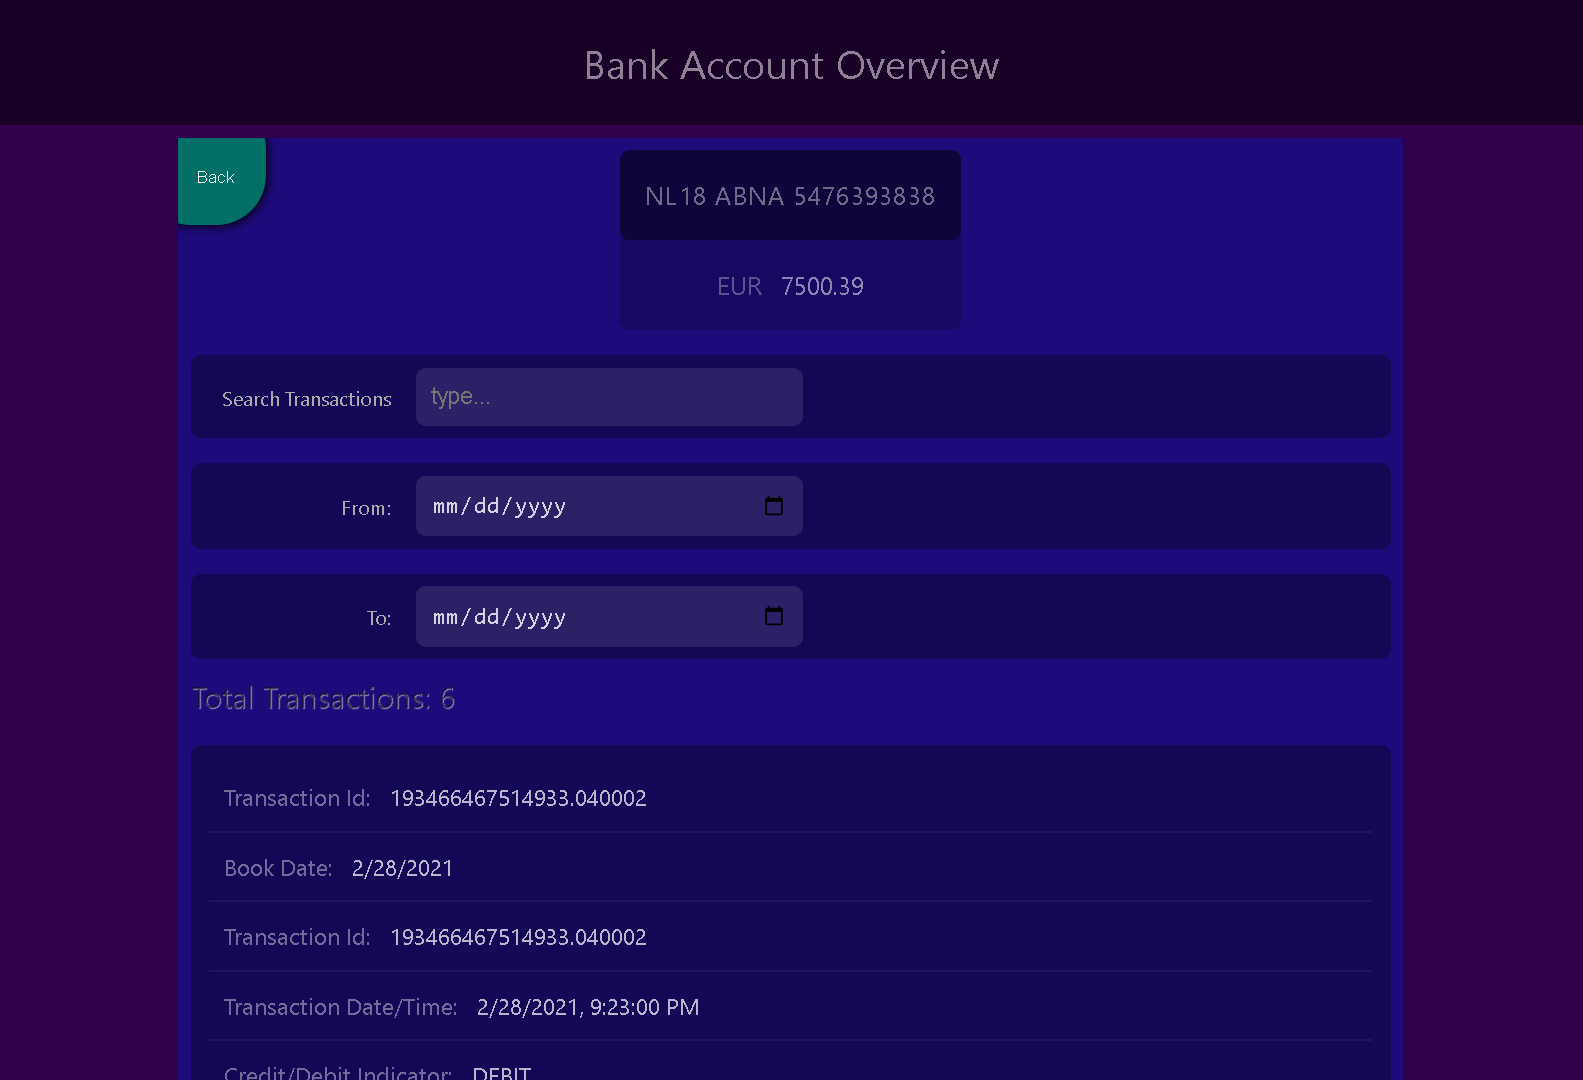 Bank Account Overview
Back
NL18 ABNA 5476393838
EUR 7500.39
Search Transactions type...
From: mm/dd/yyyy
To: mm/dd/yyyy
Total Transactions: 6
Transaction Id: 193466467514933.040002
Book Date: 2/28/2021
Transaction Id: 193466467514933.040002
Transaction Date/Time: 2/28/2021, 9:23:00 PM
Credit/Debit Indicator: DEBIT